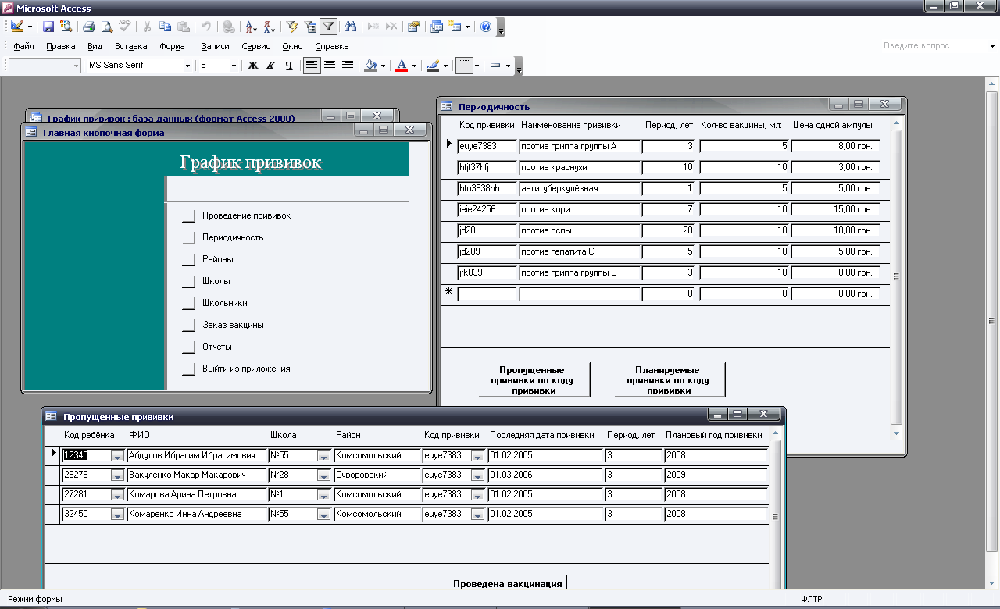 Microsoft Access
Файл Правка Вид Вставка Формат Записи Сервис Окно Справка
Введите вопрос
MS Sans Serif 8 Ж К Ч
График прививок : база данных (формат Access 2000)
Главная кнопочная форма
График прививок
Проведение прививок
Периодичность
Районы
Школы
Школьники
Заказ вакцины
Отчёты
Выйти из приложения
Периодичность
Код прививки Наименование прививки Период, лет Кол-во вакцины, мл: Цена одной ампулы:
euye7383 против гриппа группы А 3 5 8,00 грн.
hfjf37hfj против краснухи 10 10 3,00 грн.
hfu3638hh антитуберкулёзная 1 5 5,00 грн.
ieie24256 против кори 7 10 15,00 грн.
jd28 против оспы 20 10 10,00 грн.
jd289 против гепатита С 5 10 5,00 грн.
jfk839 против гриппа группы С 3 10 8,00 грн.
* 0 0 0,00 грн.
Пропущенные
прививки по коду
прививки
Планируемые
прививки по коду
прививки
Пропущенные прививки
Код ребёнка ФИО Школа Район Код прививки Последняя дата прививки Период, лет Плановый год прививки
12345 Абдулов Ибрагим Ибрагимович №55 Комсомольский euye7383 01.02.2005 3 2008
26278 Вакуленко Макар Макарович №28 Суворовский euye7383 01.03.2006 3 2009
27281 Комарова Арина Петровна №1 Комсомольский euye7383 01.02.2005 3 2008
32450 Комаренко Инна Андреевна №55 Комсомольский euye7383 01.02.2005 3 2008
Проведена вакцинация
Режим формы
ФЛТР